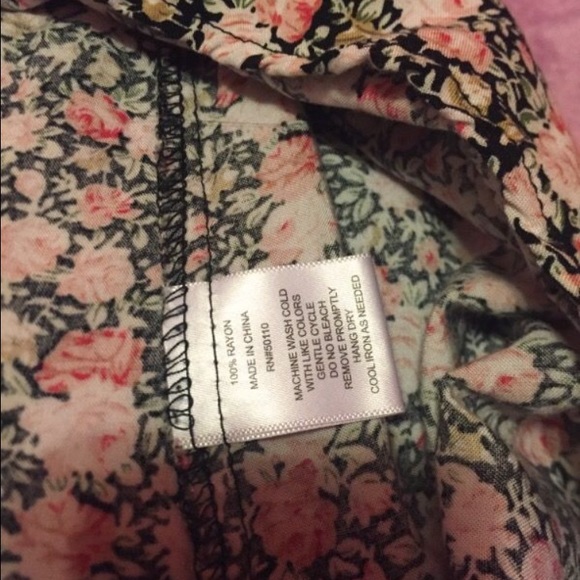 100% RAYON
MADE IN CHINA
RN#50110
MACHINE WASH COLD
WITH LIKE COLORS
GENTLE CYCLE
DO NOT BLEACH
REMOVE PROMPTLY
HANG DRY
COOL IRON AS NEEDED